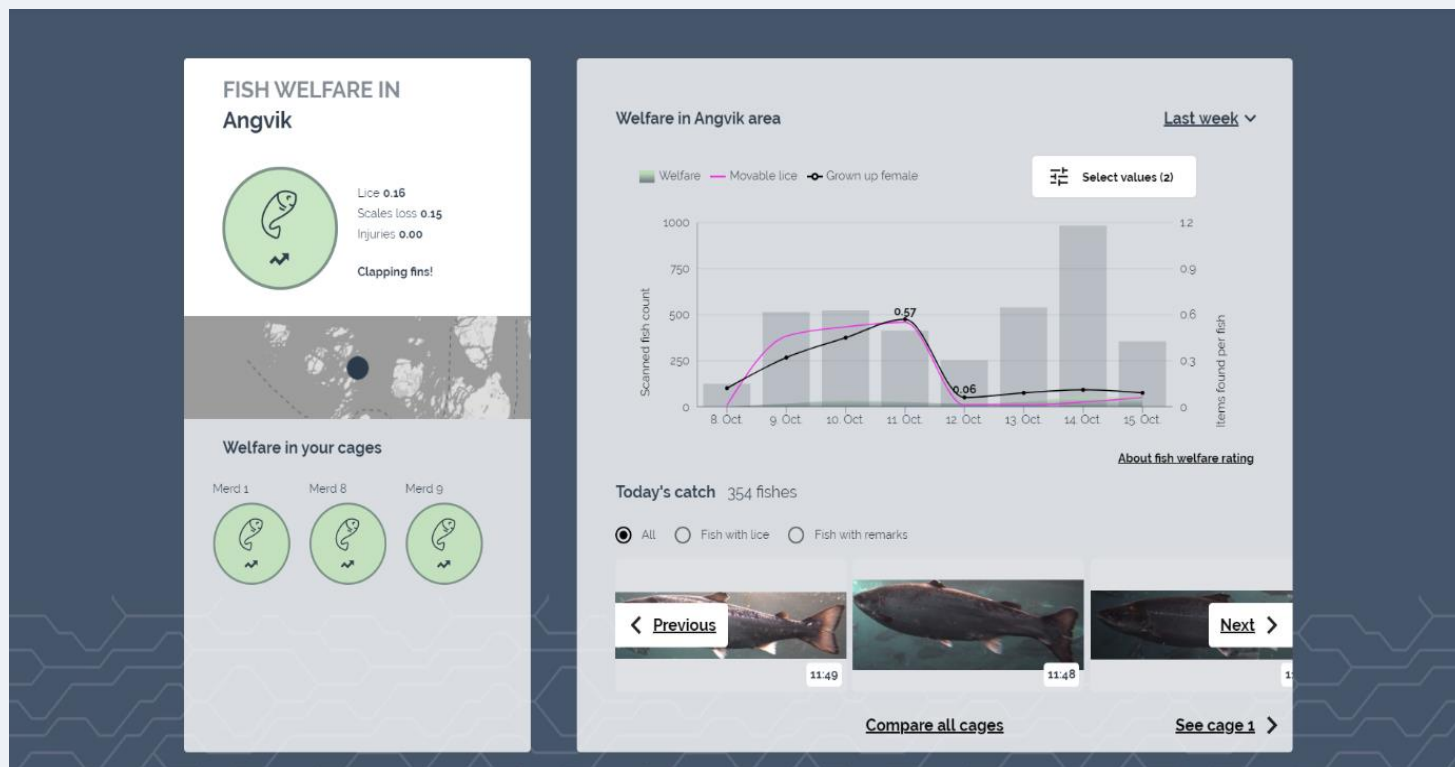 FISH WELFARE IN
Angvik
Lice 0.16
Scales loss 0.15
Injuries 0.00
Clapping fins!
Welfare in your cages
Merd 1 Merd 8 Merd 9
Welfare in Angvik area
Last week
Welfare Movable lice Grown up female
Select values (2)
Scanned fish count
1000
750
500
250
0
1.2
0.9
0.6
0.3
0
Items found per fish
0.57
0.06
8. Oct 9. Oct 10. Oct 11. Oct 12. Oct 13. Oct 14. Oct 15. Oct
About fish welfare rating
Today's catch 354 fishes
All Fish with lice Fish with remarks
Previous
Next
11:49
11:48
Compare all cages
See cage 1